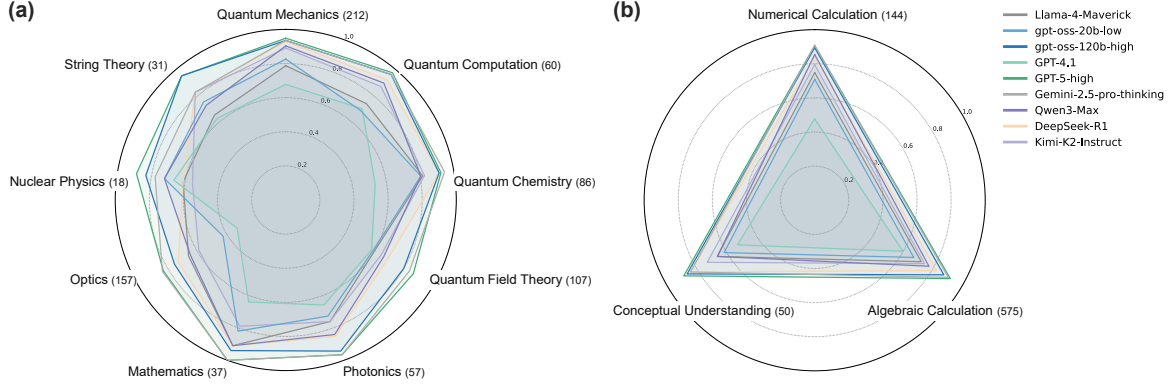 (a)
Quantum Mechanics (212)
1.0
0.8
0.6
0.4
0.2
Quantum Computation (60)
Quantum Chemistry (86)
Quantum Field Theory (107)
Photonics (57)
Mathematics (37)
Optics (157)
Nuclear Physics (18)
String Theory (31)
(b)
Numerical Calculation (144)
1.0
0.8
0.6
0.4
0.2
Conceptual Understanding (50)
Algebraic Calculation (575)
Llama-4-Maverick
gpt-oss-20b-low
gpt-oss-120b-high
GPT-4.1
GPT-5-high
Gemini-2.5-pro-thinking
Qwen3-Max
DeepSeek-R1
Kimi-K2-Instruct